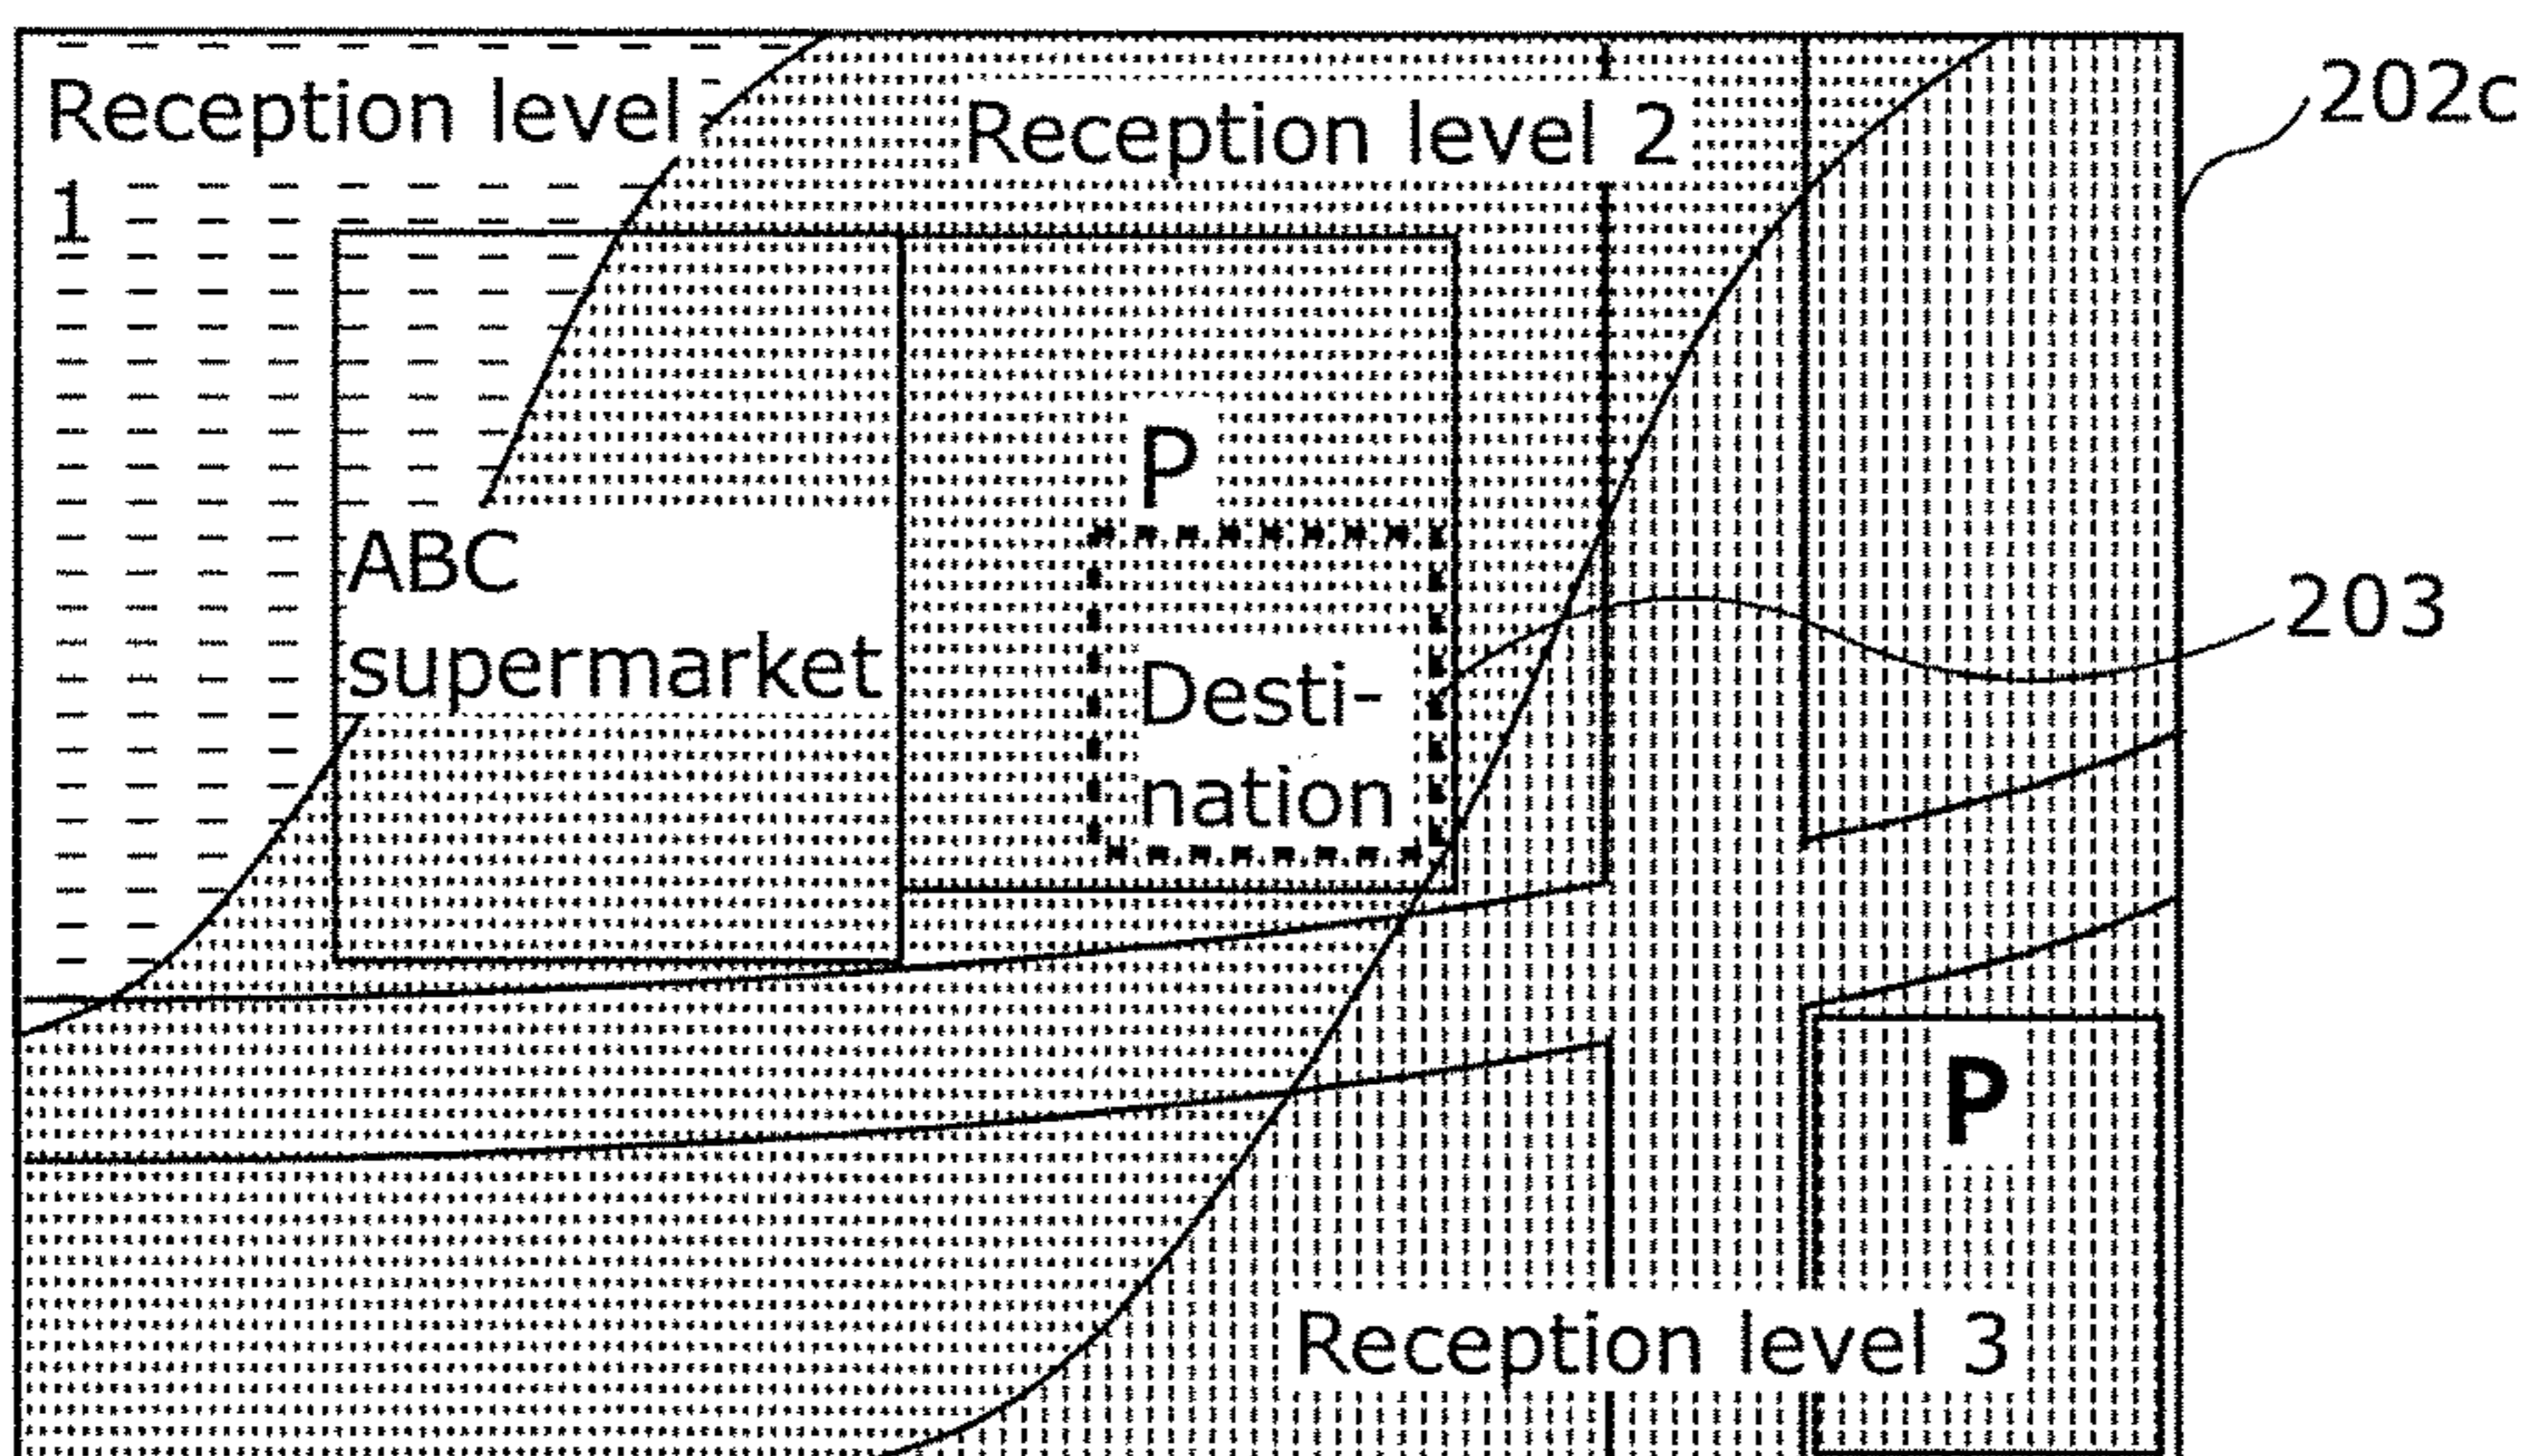 Reception level
1
Reception level 2
202c
P
ABC
supermarket
Desti-
nation
203
P
Reception level 3